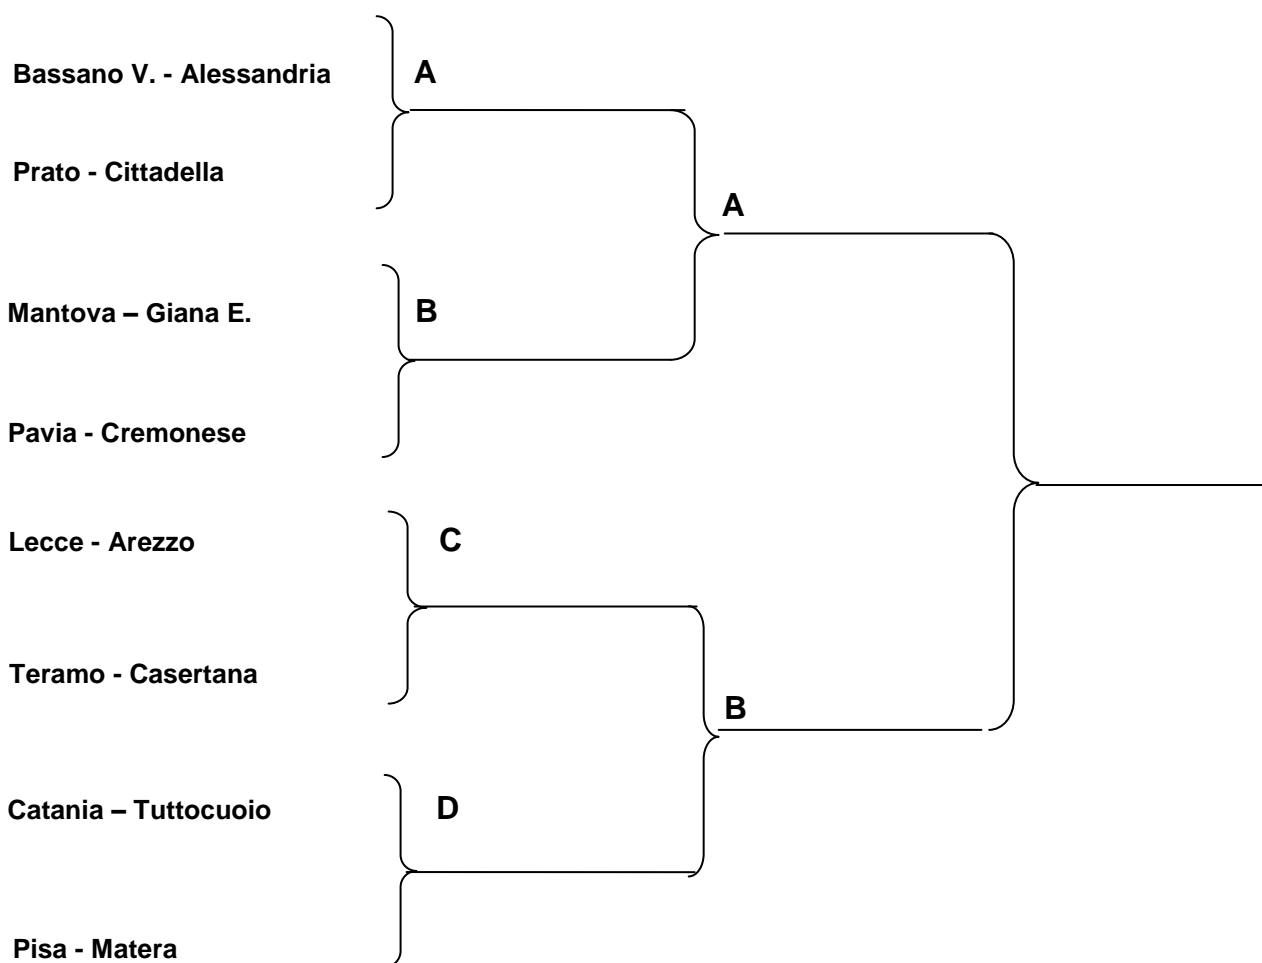 Bassano V. - Alessandria
A
Prato - Cittadella
A
Mantova – Giana E.
B
Pavia - Cremonese
Lecce - Arezzo
C
Teramo - Casertana
B
Catania – Tuttocuoio
D
Pisa - Matera